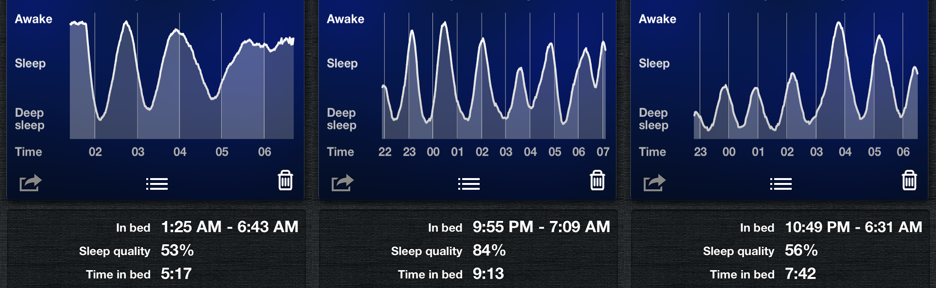 Awake
Sleep
Deep
sleep
Time 02 03 04 05 06
In bed 1:25 AM - 6:43 AM
Sleep quality 53%
Time in bed 5:17
Awake
Sleep
Deep
sleep
Time 22 23 00 01 02 03 04 05 06 07
In bed 9:55 PM - 7:09 AM
Sleep quality 84%
Time in bed 9:13
Awake
Sleep
Deep
sleep
Time 23 00 01 02 03 04 05 06
In bed 10:49 PM - 6:31 AM
Sleep quality 56%
Time in bed 7:42